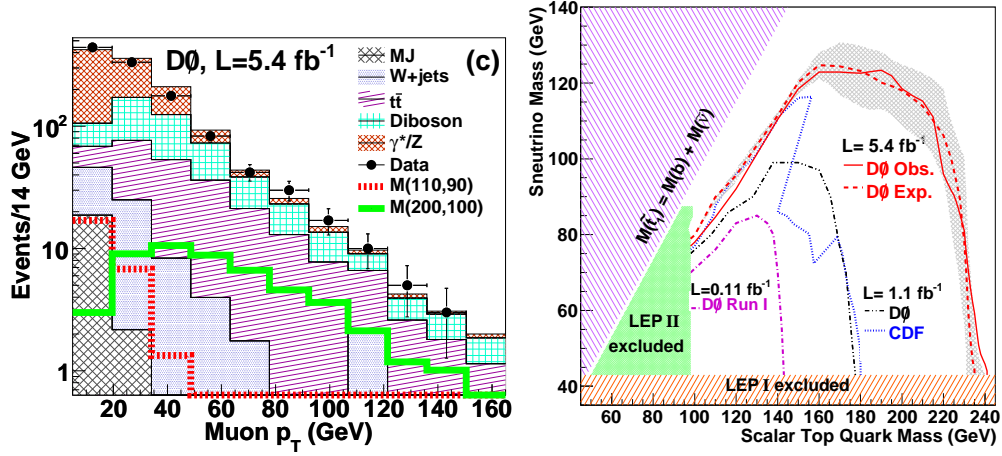 DØ, L=5.4 fb⁻¹ (c)
MJ
W+jets
tt̄
Diboson
γ*/Z
Data
M(110,90)
M(200,100)
Events/14 GeV
10²
10
1
20 40 60 80 100 120 140 160
Muon p_T (GeV)
Sneutrino Mass (GeV)
140
120
100
80
60
40
M(t̃₁) = M(b) + M(ν̃)
L= 5.4 fb⁻¹
DØ Obs.
DØ Exp.
L=0.11 fb⁻¹
DØ Run I
L= 1.1 fb⁻¹
DØ
CDF
LEP II
excluded
LEP I excluded
60 80 100 120 140 160 180 200 220 240
Scalar Top Quark Mass (GeV)